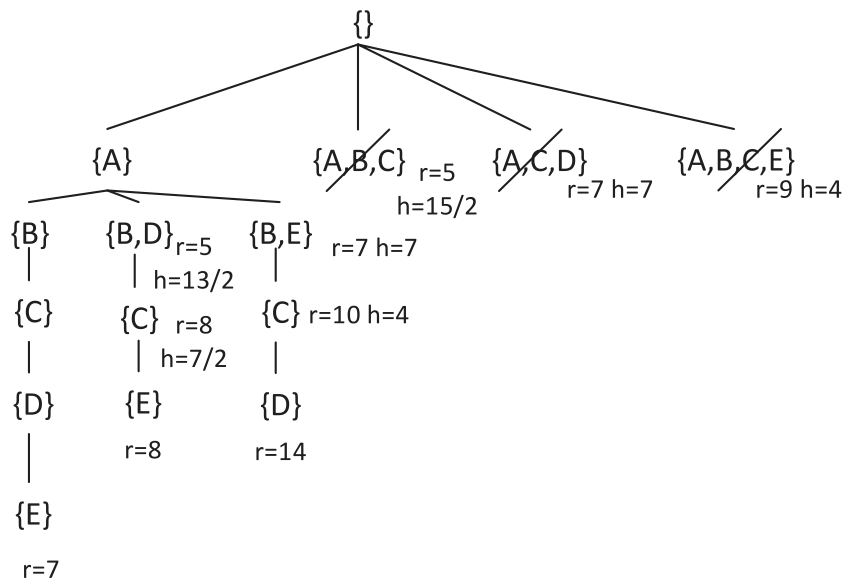 {}
{A} {A,B,C} r=5 {A,C,D} r=7 h=7 {A,B,C,E} r=9 h=4
h=15/2
{B} {B,D} r=5 {B,E} r=7 h=7
h=13/2
{C} {C} r=8 {C} r=10 h=4
h=7/2
{D} {E} {D}
r=8 r=14
{E}
r=7